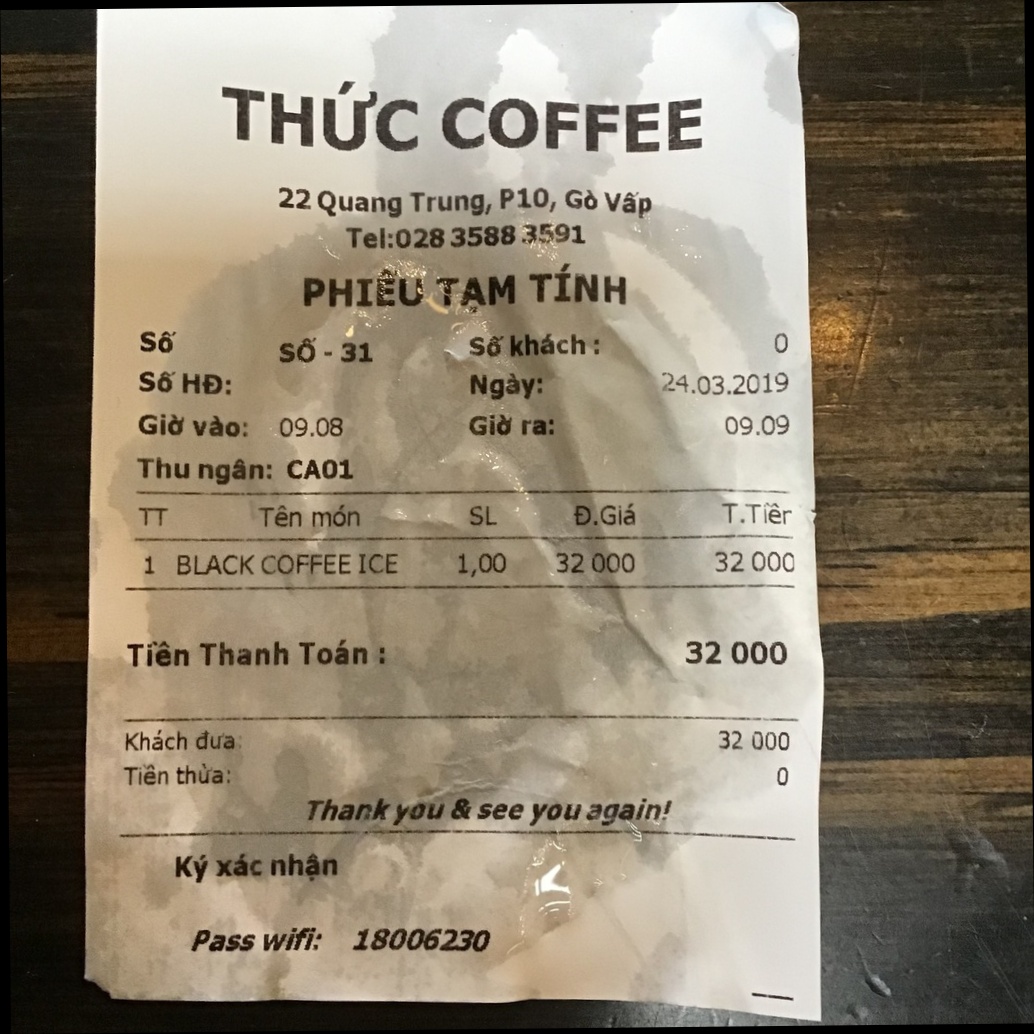 THỨC COFFEE
22 Quang Trung, P10, Gò Vấp
Tel:028 3588 3591
PHIẾU TẠM TÍNH
Số SỐ - 31 Số khách : 0
Số HĐ: Ngày: 24.03.2019
Giờ vào: 09.08 Giờ ra: 09.09
Thu ngân: CA01
TT Tên món SL Đ.Giá T.Tiền
1 BLACK COFFEE ICE 1,00 32 000 32 000
Tiền Thanh Toán : 32 000
Khách đưa: 32 000
Tiền thừa: 0
Thank you & see you again!
Ký xác nhận
Pass wifi: 18006230